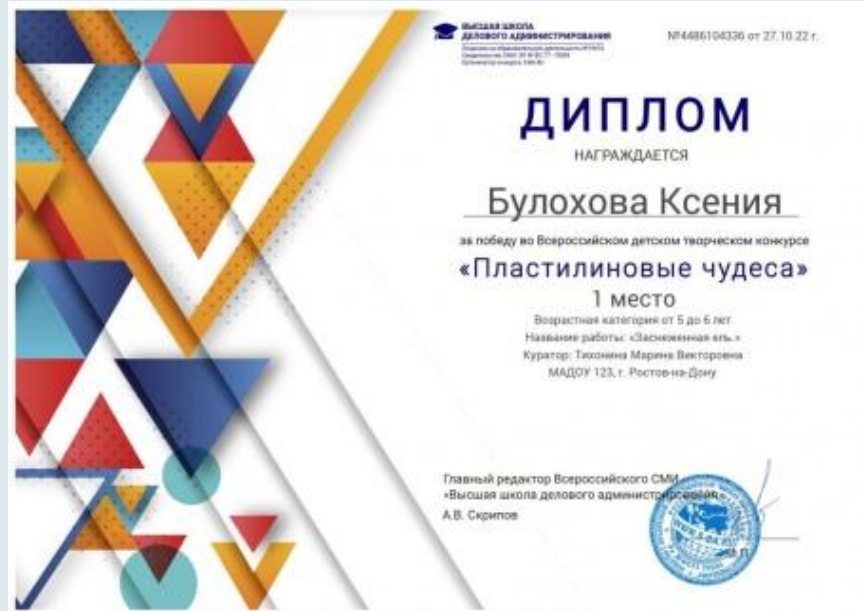 ВЫСШАЯ ШКОЛА
ДЕЛОВОГО АДМИНИСТРИРОВАНИЯ
№4486104336 от 27.10.22 г.
ДИПЛОМ
НАГРАЖДАЕТСЯ
Булохова Ксения
за победу во Всероссийском детском творческом конкурсе
«Пластилиновые чудеса»
1 место
Возрастная категория от 5 до 6 лет
Название работы: «Заснеженная ель.»
Куратор: Тихонина Марина Викторовна
МАДОУ 123, г. Ростов-на-Дону
Главный редактор Всероссийского СМИ
«Высшая школа делового администрирования»
А.В. Скрипов
М.П.